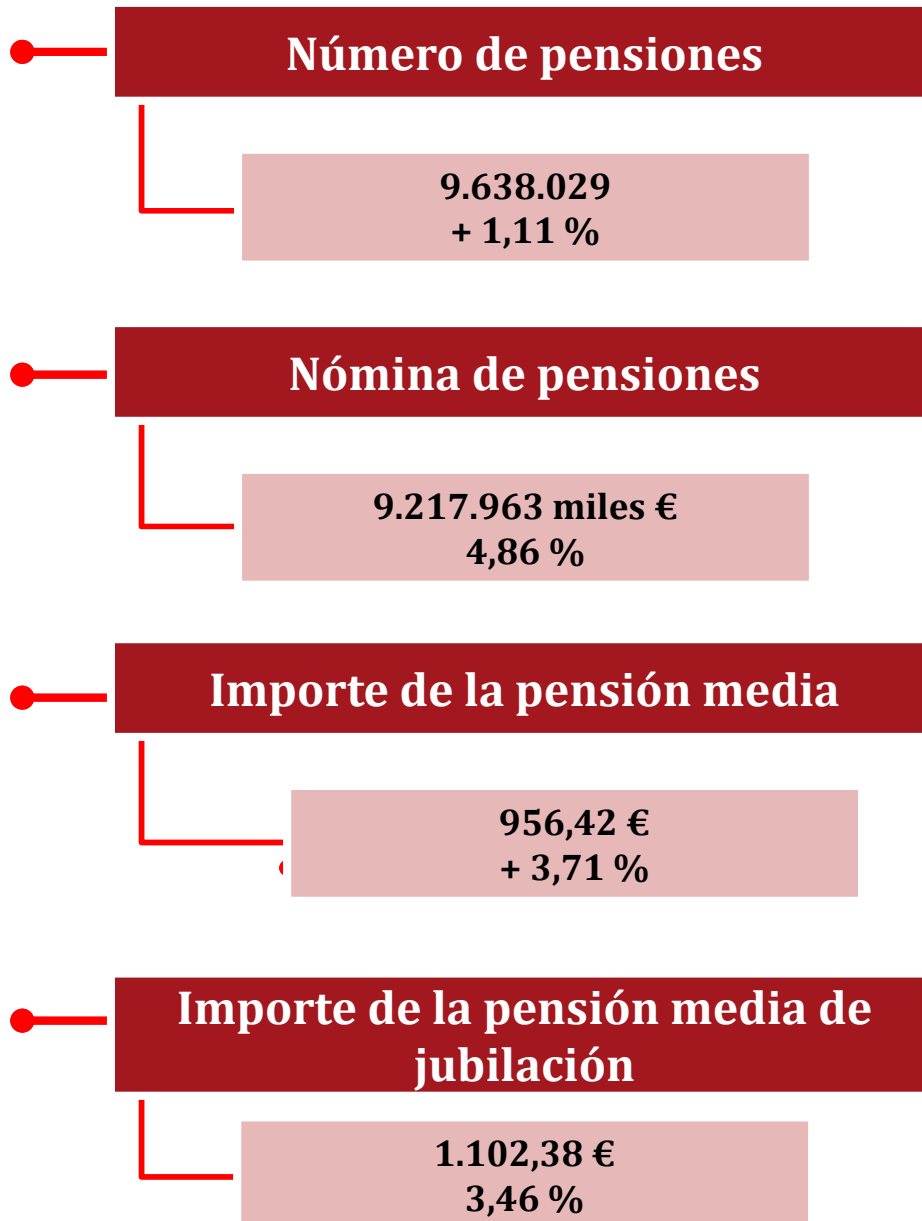 Número de pensiones
9.638.029
+ 1,11 %
Nómina de pensiones
9.217.963 miles €
4,86 %
Importe de la pensión media
956,42 €
+ 3,71 %
Importe de la pensión media de
jubilación
1.102,38 €
3,46 %